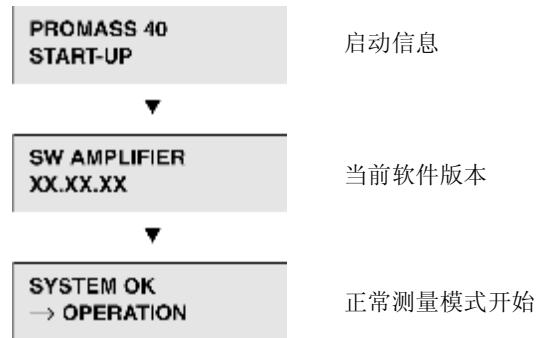 PROMASS 40
START-UP
启动信息
▼
SW AMPLIFIER
XX.XX.XX
当前软件版本
▼
SYSTEM OK
→ OPERATION
正常测量模式开始